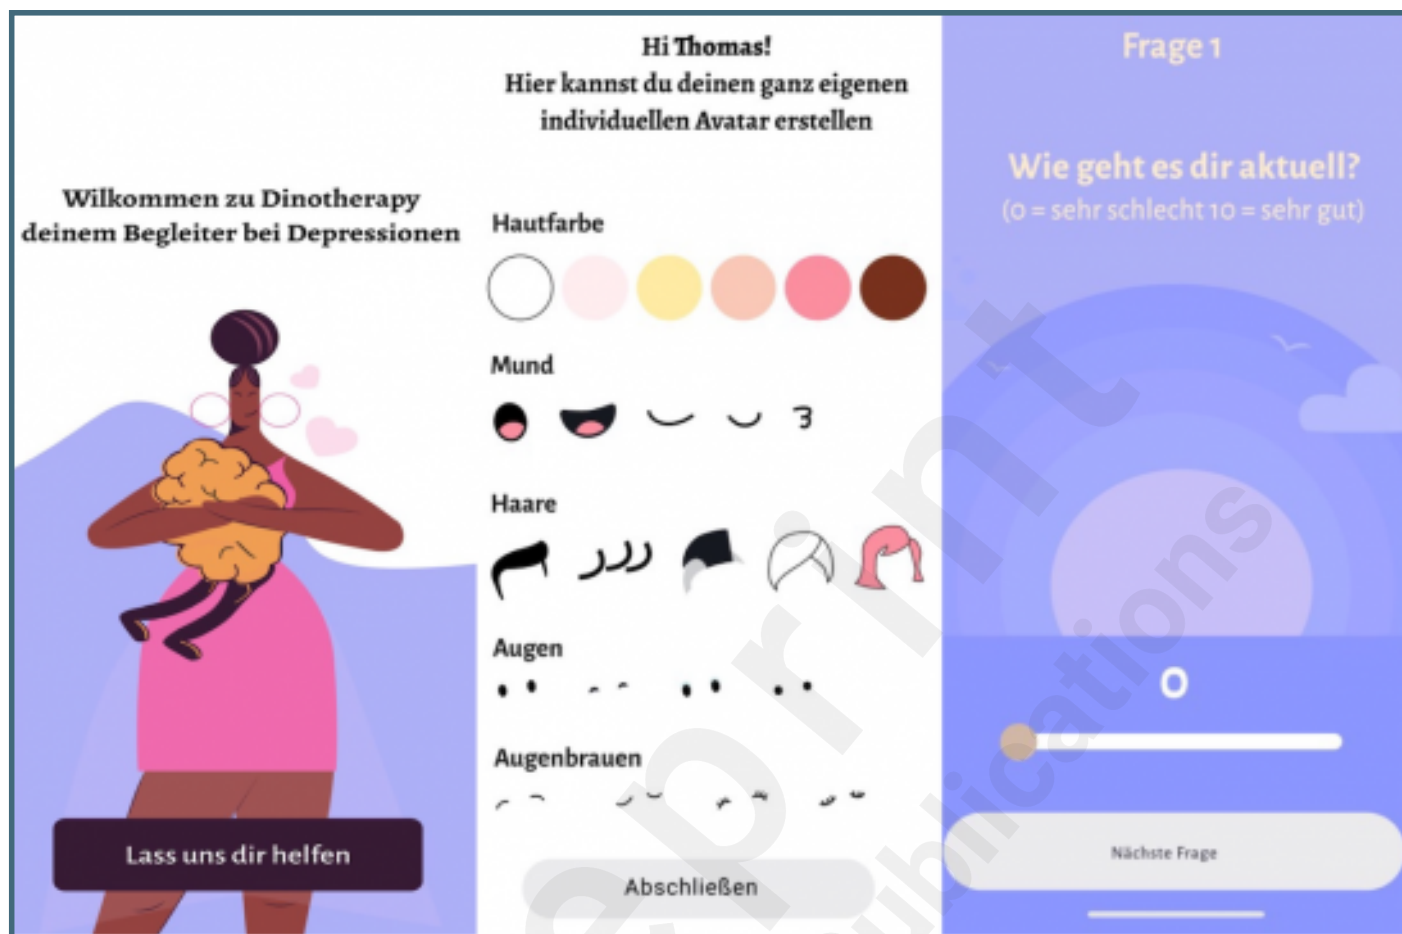 Wilkommen zu Dinotherapy
deinem Begleiter bei Depressionen
Lass uns dir helfen
Hi Thomas!
Hier kannst du deinen ganz eigenen
individuellen Avatar erstellen
Hautfarbe
Mund
Haare
Augen
Augenbrauen
Abschließen
Frage 1
Wie geht es dir aktuell?
(0 = sehr schlecht 10 = sehr gut)
0
Nächste Frage
eprint
ublications